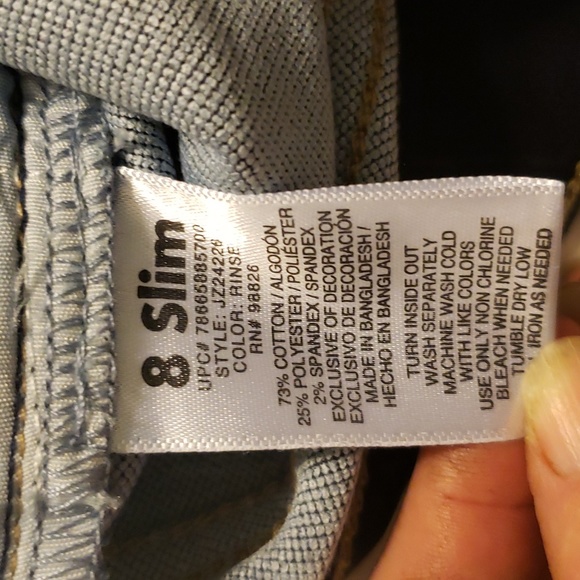 8 Slim
UPC# 76665885700
STYLE: JZ24226
COLOR: RINSE
RN# 98826
73% COTTON / ALGODÓN
25% POLYESTER / POLIÉSTER
2% SPANDEX / SPANDEX
EXCLUSIVE OF DECORATION
EXCLUSIVO DE DECORACIÓN
MADE IN BANGLADESH /
HECHO EN BANGLADESH
TURN INSIDE OUT
WASH SEPARATELY
MACHINE WASH COLD
WITH LIKE COLORS
USE ONLY NON CHLORINE
BLEACH WHEN NEEDED
TUMBLE DRY LOW
IRON AS NEEDED